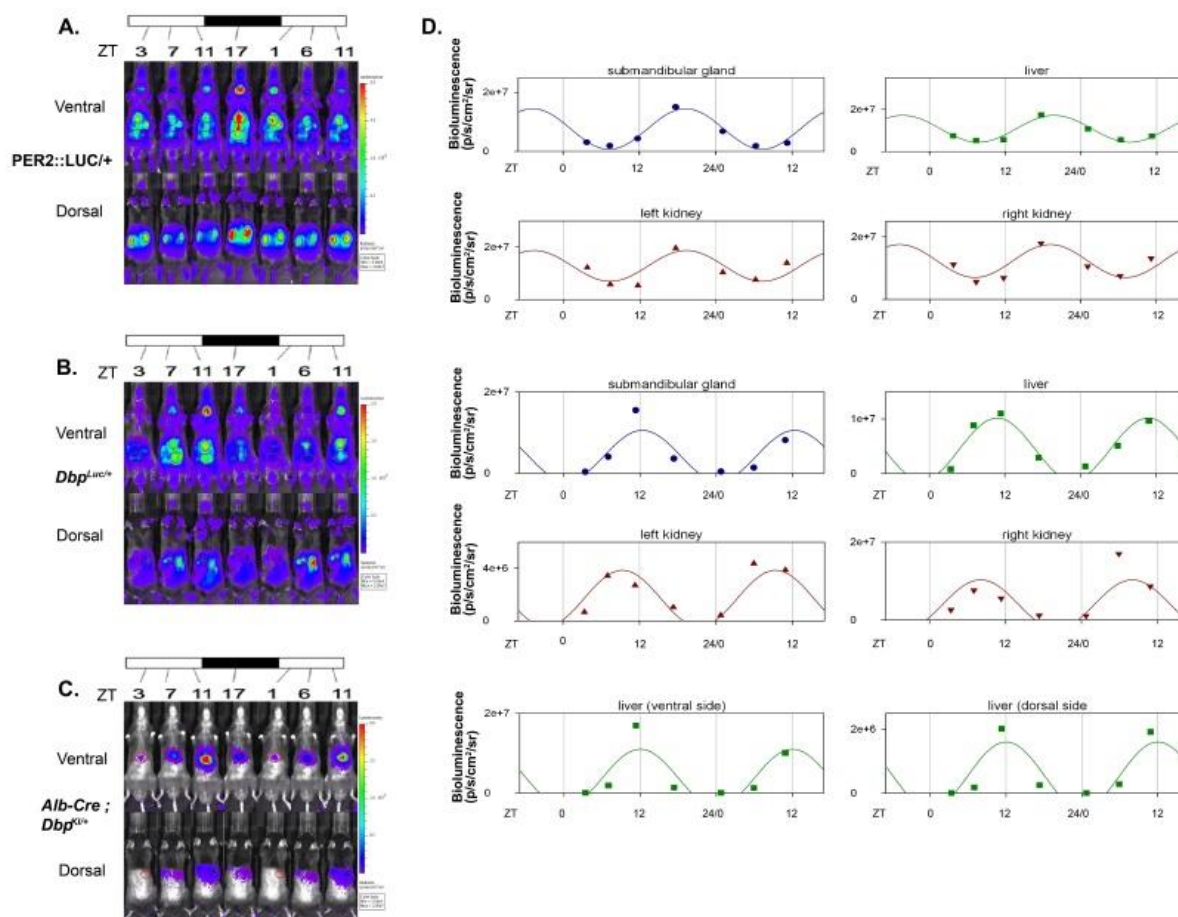 A.
ZT 3 7 11 17 1 6 11
Ventral
PER2::LUC/+
Dorsal
B.
ZT 3 7 11 17 1 6 11
Ventral
Dbp^Luc/+
Dorsal
C.
ZT 3 7 11 17 1 6 11
Ventral
Alb-Cre ;
Dbp^KI/+
Dorsal
D.
submandibular gland liver
Bioluminescence
(p/s/cm²/sr)
2e+7 2e+7
0 0
ZT 0 12 24/0 12 ZT 0 12 24/0 12
left kidney right kidney
Bioluminescence
(p/s/cm²/sr)
2e+7 2e+7
0 0
ZT 0 12 24/0 12 ZT 0 12 24/0 12
submandibular gland liver
Bioluminescence
(p/s/cm²/sr)
2e+7 1e+7
0 0
ZT 0 12 24/0 12 ZT 0 12 24/0 12
left kidney right kidney
Bioluminescence
(p/s/cm²/sr)
4e+6 2e+7
0 0
ZT 0 12 24/0 12 ZT 0 12 24/0 12
liver (ventral side) liver (dorsal side
Bioluminescence
(p/s/cm²/sr)
2e+7 2e+6
0 0
ZT 0 12 24/0 12 ZT 0 12 24/0 12